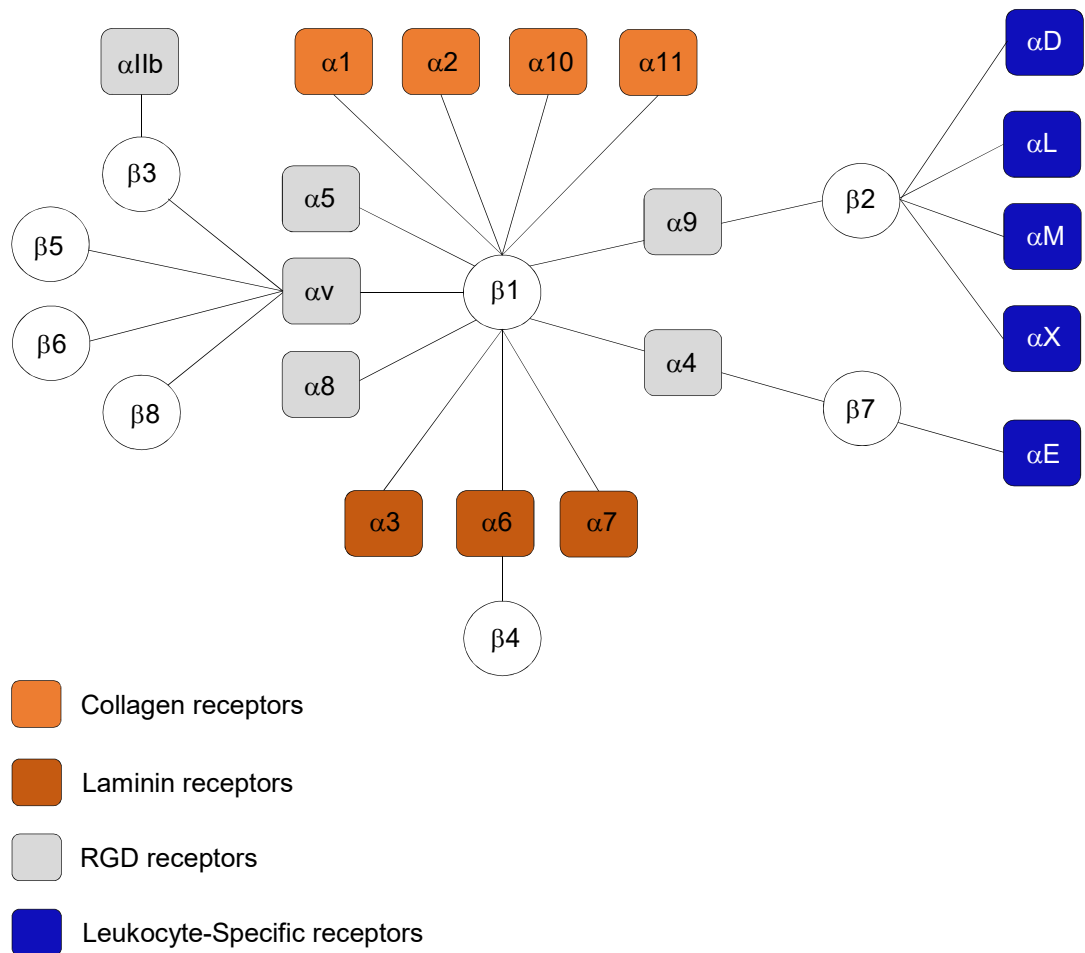 αIIb
α1
α2
α10
α11
αD
β3
αL
α5
α9
β2
β5
αM
αv
β1
β6
α8
α4
αX
β8
β7
αE
α3
α6
α7
β4
Collagen receptors
Laminin receptors
RGD receptors
Leukocyte-Specific receptors